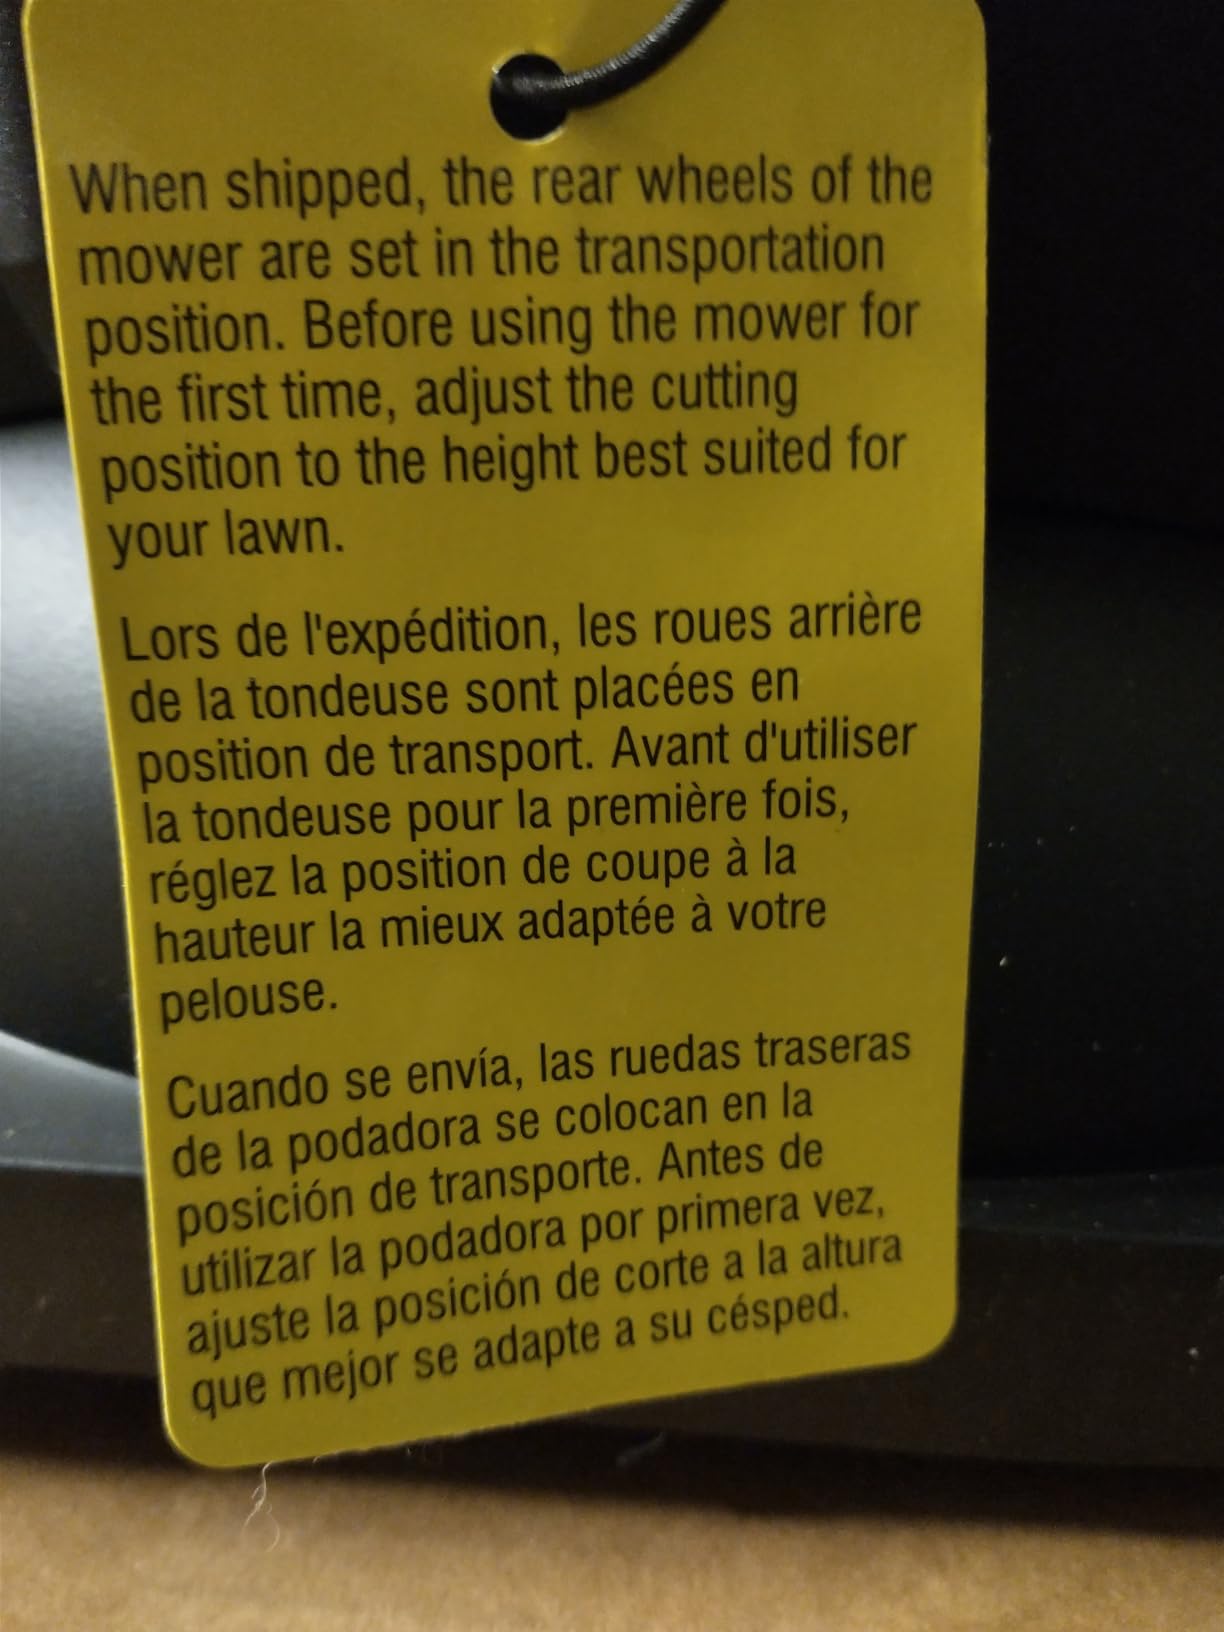 When shipped, the rear wheels of the
mower are set in the transportation
position. Before using the mower for
the first time, adjust the cutting
position to the height best suited for
your lawn.
Lors de l'expédition, les roues arrière
de la tondeuse sont placées en
position de transport. Avant d'utiliser
la tondeuse pour la première fois,
réglez la position de coupe à la
hauteur la mieux adaptée à votre
pelouse.
Cuando se envía, las ruedas traseras
de la podadora se colocan en la
posición de transporte. Antes de
utilizar la podadora por primera vez,
ajuste la posición de corte a la altura
que mejor se adapte a su césped.